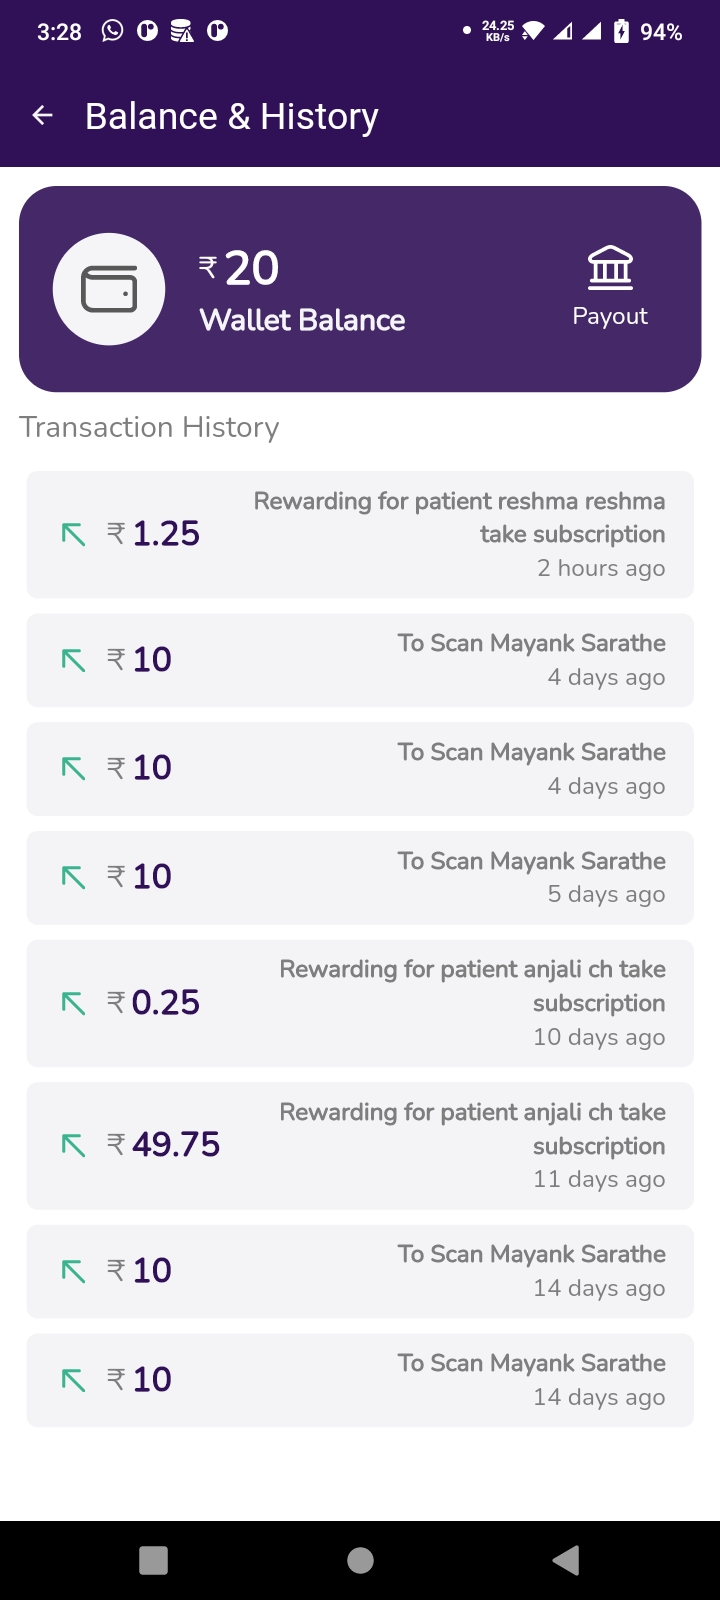 3:28
24.25
KB/s
94%
Balance & History
₹ 20
Wallet Balance
Payout
Transaction History
₹ 1.25
Rewarding for patient reshma reshma
take subscription
2 hours ago
₹ 10
To Scan Mayank Sarathe
4 days ago
₹ 10
To Scan Mayank Sarathe
4 days ago
₹ 10
To Scan Mayank Sarathe
5 days ago
₹ 0.25
Rewarding for patient anjali ch take
subscription
10 days ago
₹ 49.75
Rewarding for patient anjali ch take
subscription
11 days ago
₹ 10
To Scan Mayank Sarathe
14 days ago
₹ 10
To Scan Mayank Sarathe
14 days ago